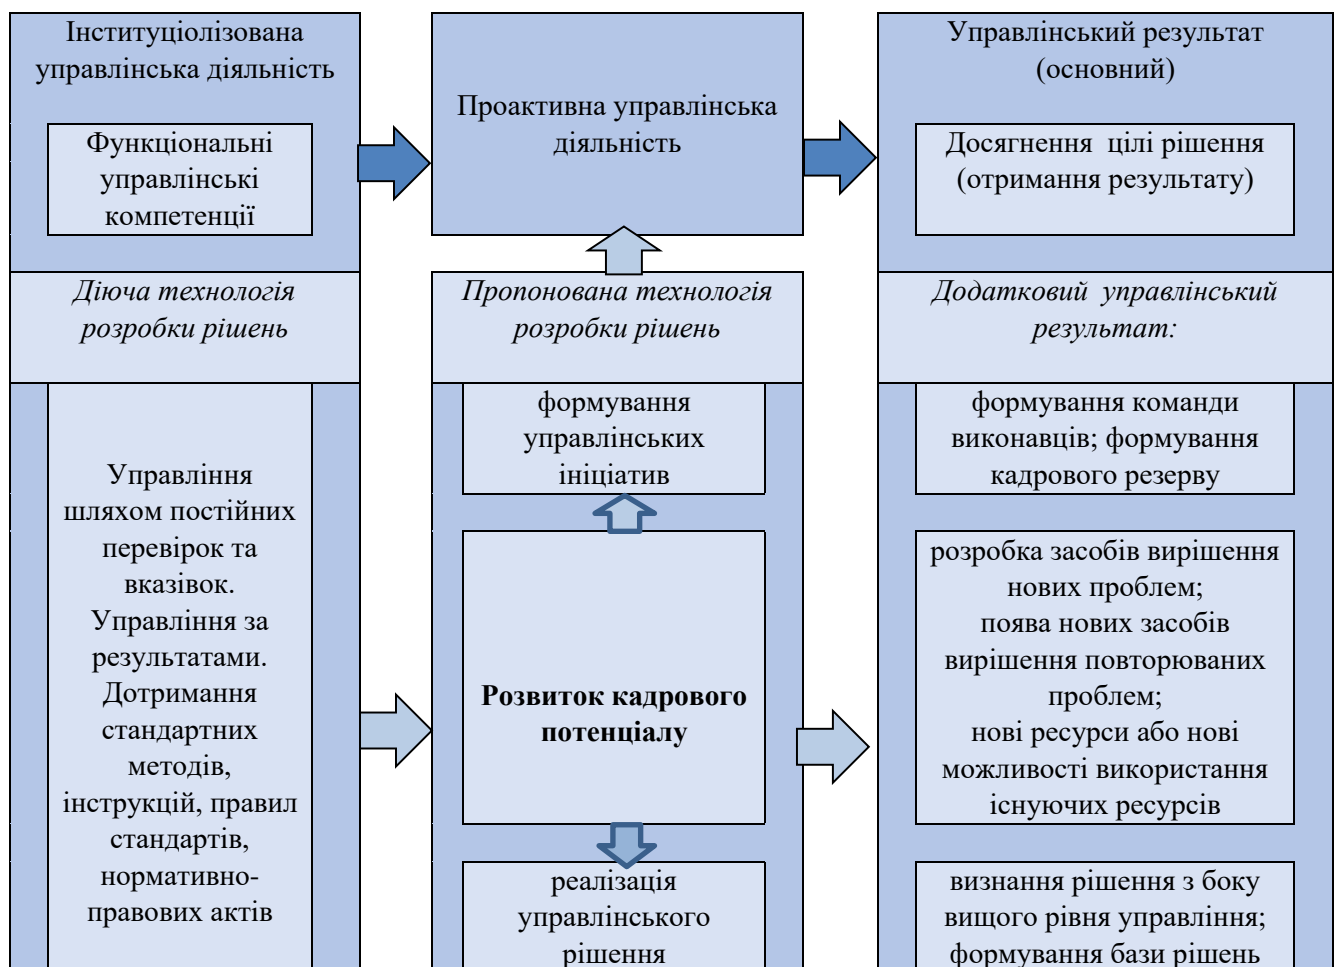 Інституціолізована
управлінська діяльність
Функціональні
управлінські
компетенції
Діюча технологія
розробки рішень
Управління
шляхом постійних
перевірок та
вказівок.
Управління за
результатами.
Дотримання
стандартних
методів,
інструкцій, правил
стандартів,
нормативно-
правових актів
Проактивна управлінська
діяльність
Пропонована технологія
розробки рішень
формування
управлінських
ініціатив
Розвиток кадрового
потенціалу
реалізація
управлінського
рішення
Управлінський результат
(основний)
Досягнення цілі рішення
(отримання результату)
Додатковий управлінський
результат:
формування команди
виконавців; формування
кадрового резерву
розробка засобів вирішення
нових проблем;
поява нових засобів
вирішення повторюваних
проблем;
нові ресурси або нові
можливості використання
існуючих ресурсів
визнання рішення з боку
вищого рівня управління;
формування бази рішень